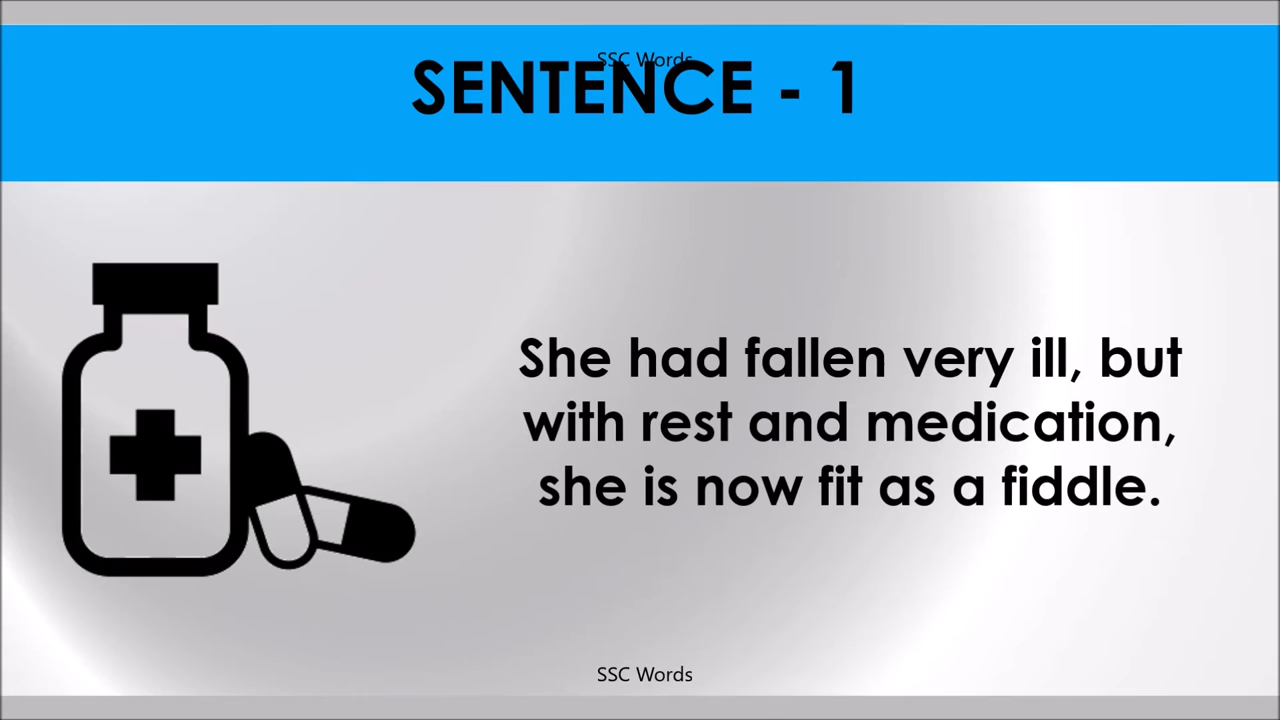 SSC Words
SENTENCE - 1
She had fallen very ill, but
with rest and medication,
she is now fit as a fiddle.
SSC Words